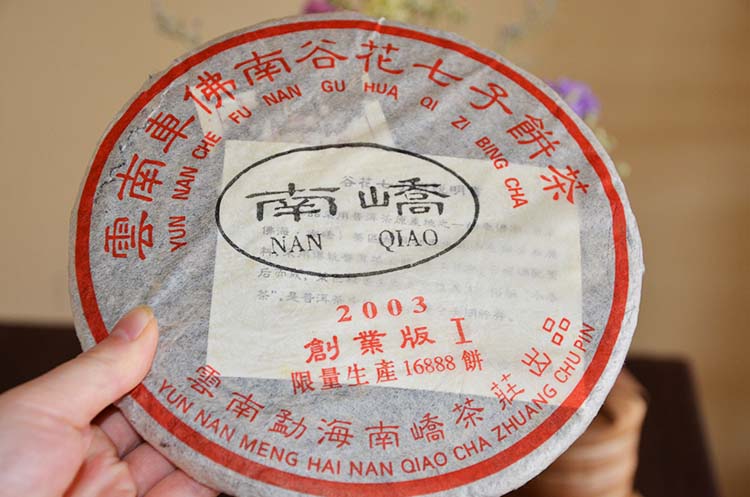 雲南車佛南谷花七子餅茶
YUN NAN CHE FU NAN GU HUA QI ZI BING CHA
南嶠
NAN QIAO
2003
創業版I
限量生產16888餅
雲南勐海南嶠茶莊出品
YUN NAN MENG HAI NAN QIAO CHA ZHUANG CHU PIN